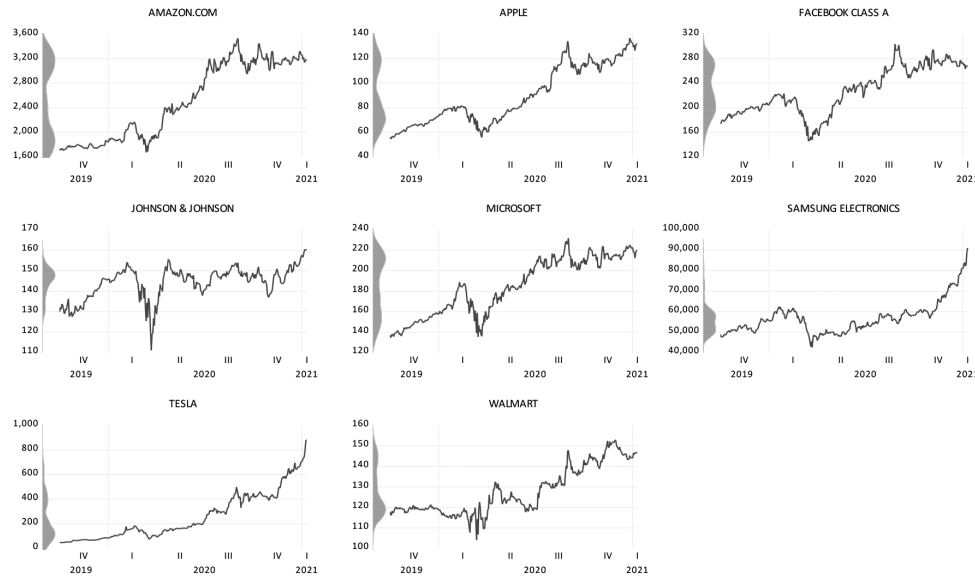 AMAZON.COM
3,600
3,200
2,800
2,400
2,000
1,600
IV I II III IV I
2019 2020 2021
APPLE
140
120
100
80
60
40
IV I II III IV I
2019 2020 2021
FACEBOOK CLASS A
320
280
240
200
160
120
IV I II III IV I
2019 2020 2021
JOHNSON & JOHNSON
170
160
150
140
130
120
110
IV I II III IV I
2019 2020 2021
MICROSOFT
240
220
200
180
160
140
120
IV I II III IV I
2019 2020 2021
SAMSUNG ELECTRONICS
100,000
90,000
80,000
70,000
60,000
50,000
40,000
IV I II III IV I
2019 2020 2021
TESLA
1,000
800
600
400
200
0
IV I II III IV I
2019 2020 2021
WALMART
160
150
140
130
120
110
100
IV I II III IV I
2019 2020 2021